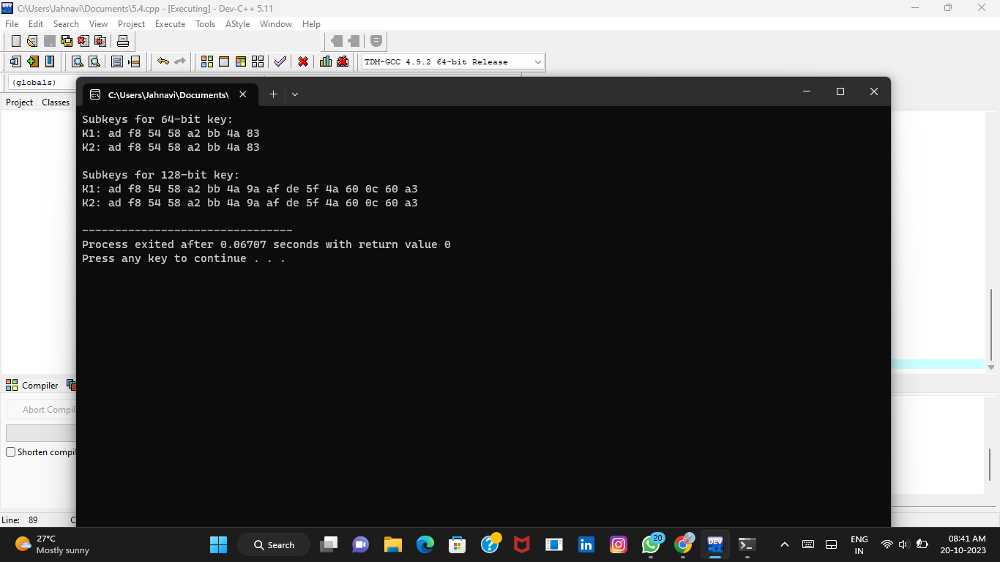 C:\Users\Jahnavi\Documents\5.4.cpp - [Executing] - Dev-C++ 5.11
File Edit Search View Project Execute Tools AStyle Window Help
TDM-GCC 4.9.2 64-bit Release
(globals)
C:\Users\Jahnavi\Documents\
Project Classes
Subkeys for 64-bit key:
K1: ad f8 54 58 a2 bb 4a 83
K2: ad f8 54 58 a2 bb 4a 83
Subkeys for 128-bit key:
K1: ad f8 54 58 a2 bb 4a 9a af de 5f 4a 60 0c 60 a3
K2: ad f8 54 58 a2 bb 4a 9a af de 5f 4a 60 0c 60 a3
--------------------------------
Process exited after 0.06707 seconds with return value 0
Press any key to continue . . .
Compiler
Abort Compil
Shorten compil
Line: 89 C
27°C
Mostly sunny
Search
20
DEV
ENG
IN
08:41 AM
20-10-2023